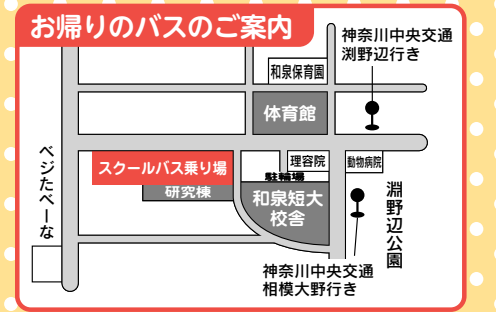 お帰りのバスのご案内
神奈川中央交通
渕野辺行き
和泉保育園
体育館
ベジたべーな
スクールバス乗り場
研究棟
理容院
動物病院
駐輪場
和泉短大
校舎
淵野辺公園
神奈川中央交通
相模大野行き